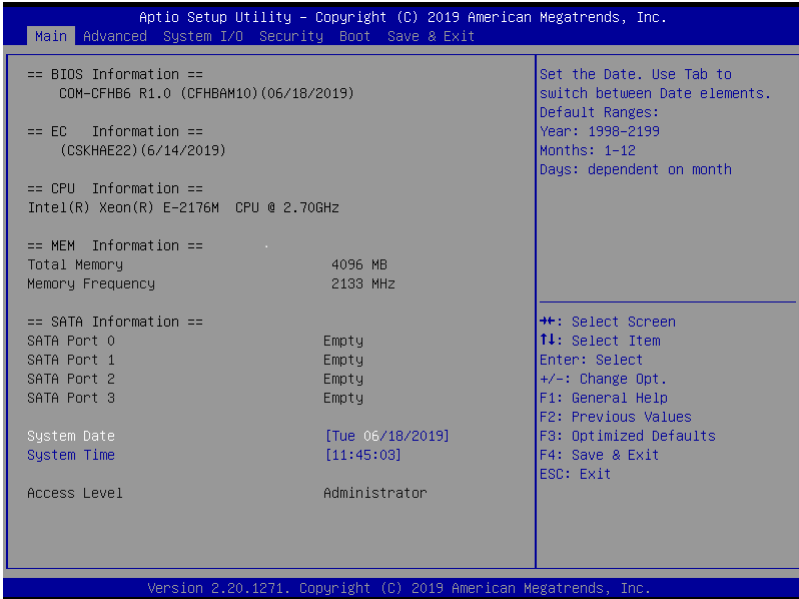 Aptio Setup Utility – Copyright (C) 2019 American Megatrends, Inc.
Main Advanced System I/O Security Boot Save & Exit
== BIOS Information ==
COM-CFHB6 R1.0 (CFHBAM10)(06/18/2019)
== EC Information ==
(CSKHAE22)(6/14/2019)
== CPU Information ==
Intel(R) Xeon(R) E-2176M CPU @ 2.70GHz
== MEM Information ==
Total Memory 4096 MB
Memory Frequency 2133 MHz
== SATA Information ==
SATA Port 0 Empty
SATA Port 1 Empty
SATA Port 2 Empty
SATA Port 3 Empty
System Date [Tue 06/18/2019]
System Time [11:45:03]
Access Level Administrator
Set the Date. Use Tab to
switch between Date elements.
Default Ranges:
Year: 1998-2199
Months: 1-12
Days: dependent on month
→←: Select Screen
↑↓: Select Item
Enter: Select
+/-: Change Opt.
F1: General Help
F2: Previous Values
F3: Optimized Defaults
F4: Save & Exit
ESC: Exit
Version 2.20.1271. Copyright (C) 2019 American Megatrends, Inc.